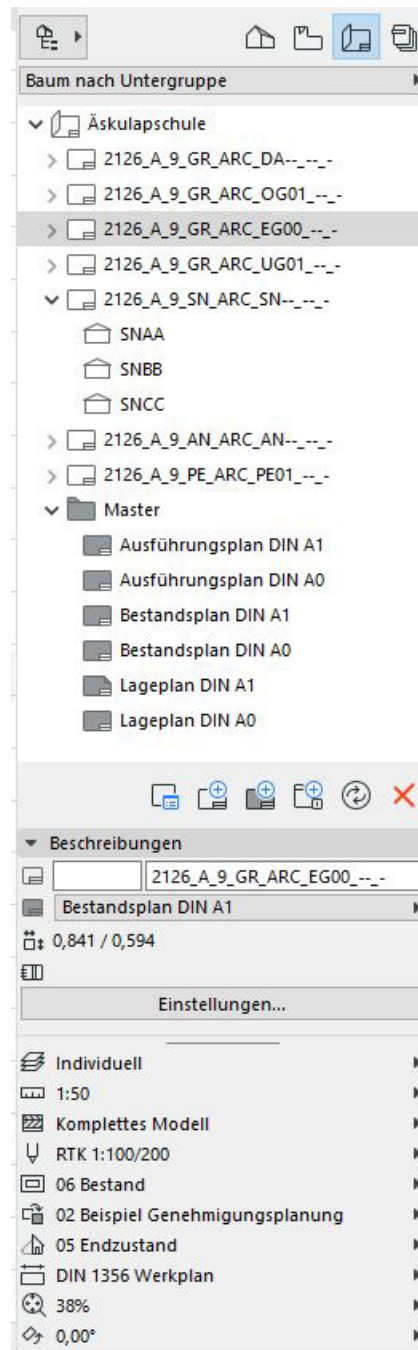 Baum nach Untergruppe
Äskulapschule
2126_A_9_GR_ARC_DA--_--_-
2126_A_9_GR_ARC_OG01_--_-
2126_A_9_GR_ARC_EG00_--_-
2126_A_9_GR_ARC_UG01_--_-
2126_A_9_SN_ARC_SN--_--_-
SNAA
SNBB
SNCC
2126_A_9_AN_ARC_AN--_--_-
2126_A_9_PE_ARC_PE01_--_-
Master
Ausführungsplan DIN A1
Ausführungsplan DIN A0
Bestandsplan DIN A1
Bestandsplan DIN A0
Lageplan DIN A1
Lageplan DIN A0
Beschreibungen
2126_A_9_GR_ARC_EG00_--_-
Bestandsplan DIN A1
0,841 / 0,594
Einstellungen...
Individuell
1:50
Komplettes Modell
RTK 1:100/200
06 Bestand
02 Beispiel Genehmigungsplanung
05 Endzustand
DIN 1356 Werkplan
38%
0,00°